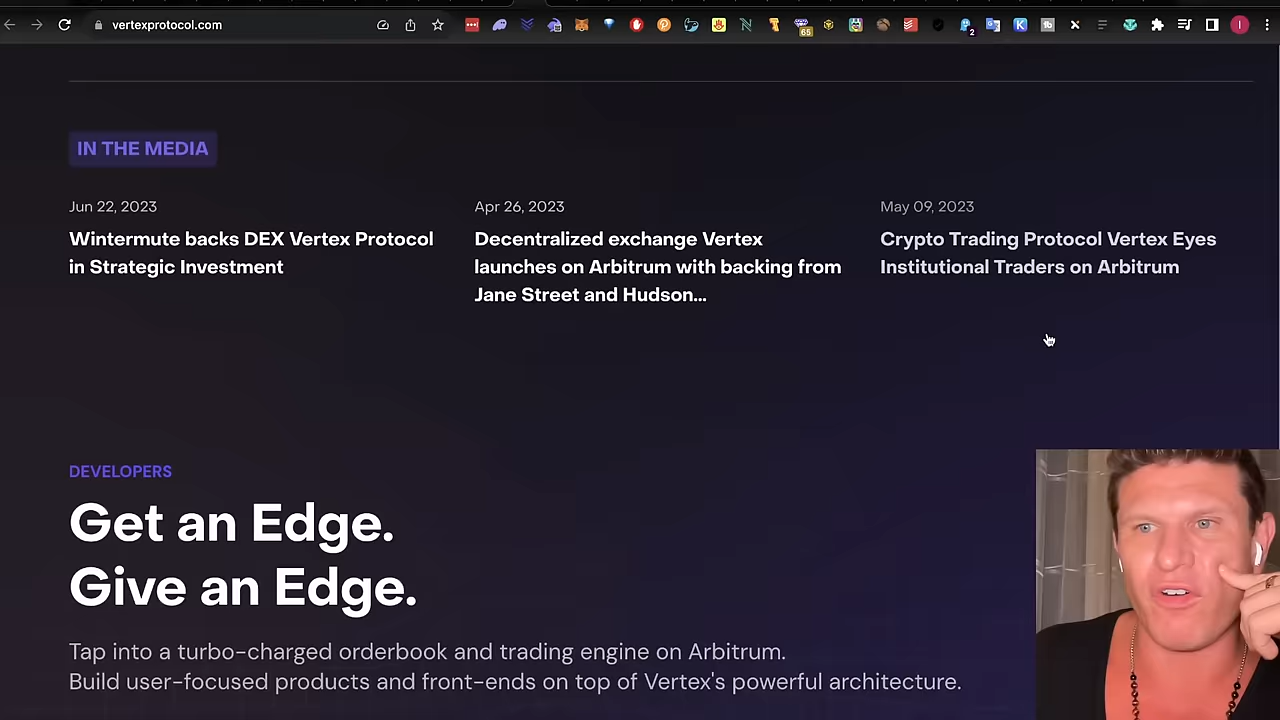 vertexprotocol.com
65
2
I
IN THE MEDIA
Jun 22, 2023
Wintermute backs DEX Vertex Protocol
in Strategic Investment
Apr 26, 2023
Decentralized exchange Vertex
launches on Arbitrum with backing from
Jane Street and Hudson...
May 09, 2023
Crypto Trading Protocol Vertex Eyes
Institutional Traders on Arbitrum
DEVELOPERS
Get an Edge.
Give an Edge.
Tap into a turbo-charged orderbook and trading engine on Arbitrum.
Build user-focused products and front-ends on top of Vertex's powerful architecture.